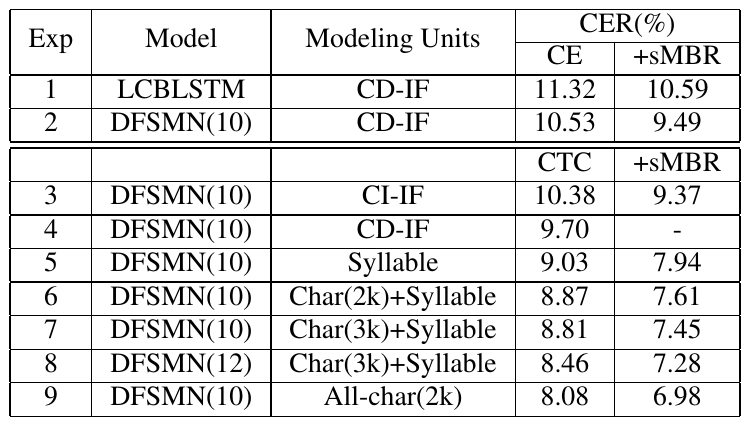 Exp Model Modeling Units CER(%)
CE +sMBR
1 LCBLSTM CD-IF 11.32 10.59
2 DFSMN(10) CD-IF 10.53 9.49
CTC +sMBR
3 DFSMN(10) CI-IF 10.38 9.37
4 DFSMN(10) CD-IF 9.70 -
5 DFSMN(10) Syllable 9.03 7.94
6 DFSMN(10) Char(2k)+Syllable 8.87 7.61
7 DFSMN(10) Char(3k)+Syllable 8.81 7.45
8 DFSMN(12) Char(3k)+Syllable 8.46 7.28
9 DFSMN(10) All-char(2k) 8.08 6.98